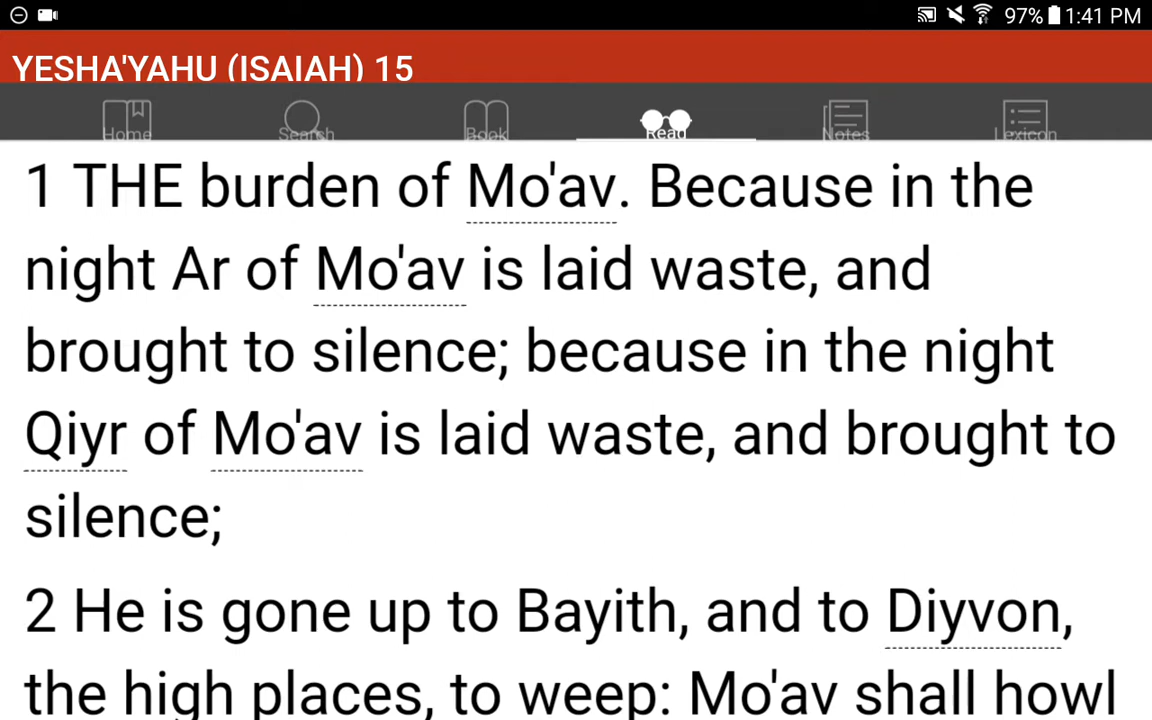 97% 1:41 PM
YESHA'YAHU (ISAIAH) 15
Home Search Book Read Notes Lexicon
1 THE burden of Mo'av. Because in the
night Ar of Mo'av is laid waste, and
brought to silence; because in the night
Qiyr of Mo'av is laid waste, and brought to
silence;
2 He is gone up to Bayith, and to Diyvon,
the high places, to weep: Mo'av shall howl